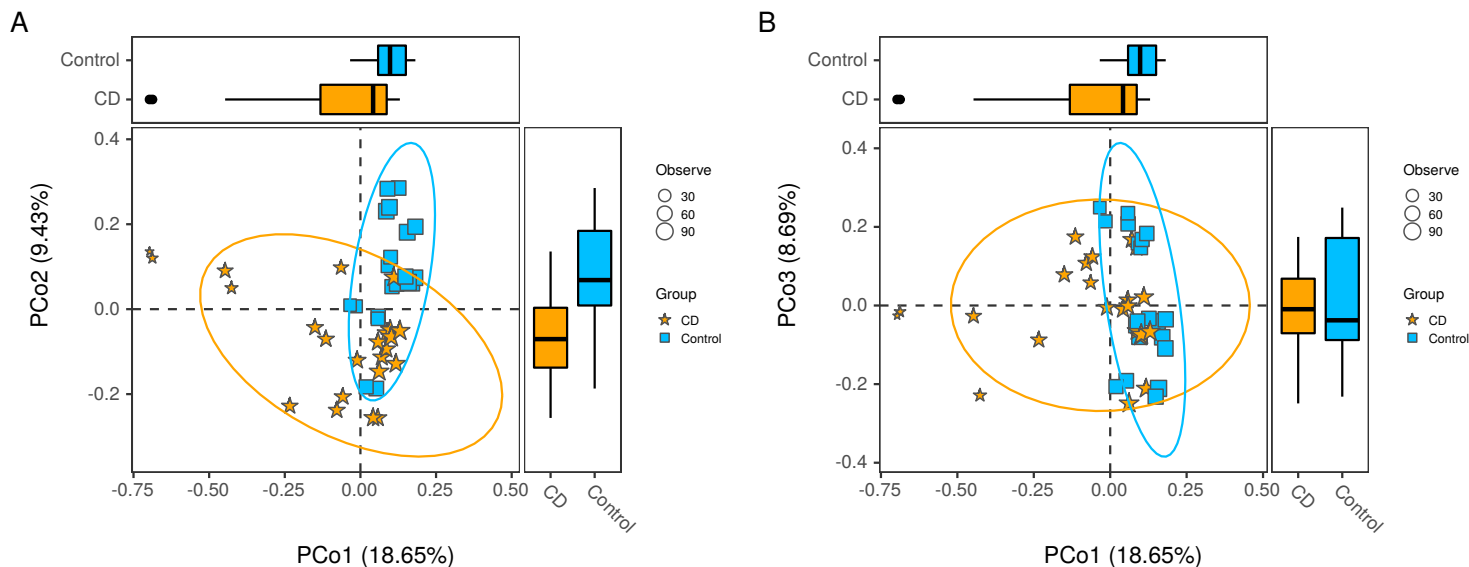 A
Control
CD
0.4
0.2
0.0
-0.2
PCo2 (9.43%)
-0.75
-0.50
-0.25
0.00
0.25
0.50
PCo1 (18.65%)
CD
Control
Observe
30
60
90
Group
CD
Control
B
Control
CD
0.4
0.2
0.0
-0.2
-0.4
PCo3 (8.69%)
-0.75
-0.50
-0.25
0.00
0.25
0.50
PCo1 (18.65%)
CD
Control
Observe
30
60
90
Group
CD
Control